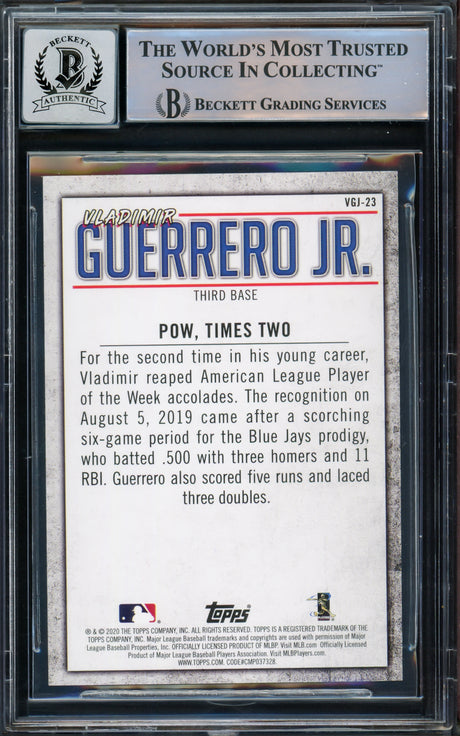 BECKETT
B
AUTHENTIC
THE WORLD'S MOST TRUSTED
SOURCE IN COLLECTING™
B BECKETT GRADING SERVICES
VGJ-23
VLADIMIR
GUERRERO JR.
THIRD BASE
POW, TIMES TWO
For the second time in his young career,
Vladimir reaped American League Player
of the Week accolades. The recognition on
August 5, 2019 came after a scorching
six-game period for the Blue Jays prodigy,
who batted .500 with three homers and 11
RBI. Guerrero also scored five runs and laced
three doubles.
Topps
® & © 2020 THE TOPPS COMPANY, INC. ALL RIGHTS RESERVED. TOPPS IS A REGISTERED TRADEMARK OF THE
TOPPS COMPANY, INC. Major League Baseball trademarks and copyrights are used with permission of Major
League Baseball Properties, Inc. OFFICIALLY LICENSED PRODUCT OF MLBP. Visit MLB.com. Officially Licensed
Product of Major League Baseball Players Association. Visit MLBPlayers.com.
WWW.TOPPS.COM. CODE#CMP037328.